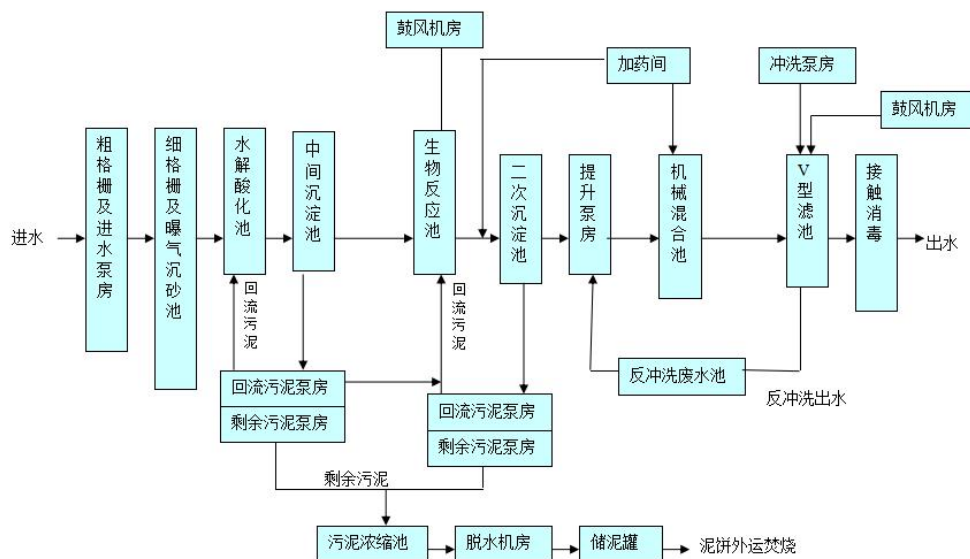 鼓风机房
加药间
冲洗泵房
鼓风机房
进水
粗格栅及进水泵房
细格栅及曝气沉砂池
水解酸化池
中间沉淀池
生物反应池
二次沉淀池
提升泵房
机械混合池
V型滤池
接触消毒
出水
回流污泥
回流污泥
回流污泥泵房
剩余污泥泵房
回流污泥泵房
剩余污泥泵房
反冲洗废水池
反冲洗出水
剩余污泥
污泥浓缩池
脱水机房
储泥罐
泥饼外运焚烧